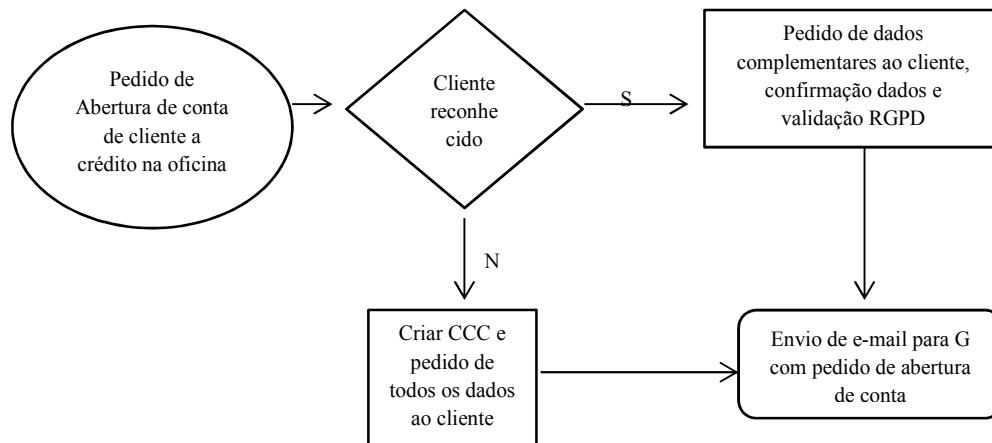 Pedido de
Abertura de conta
de cliente a
crédito na oficina
Cliente
reconhe
cido
S
Pedido de dados
complementares ao cliente,
confirmação dados e
validação RGPD
N
Criar CCC e
pedido de
todos os dados
ao cliente
Envio de e-mail para G
com pedido de abertura
de conta